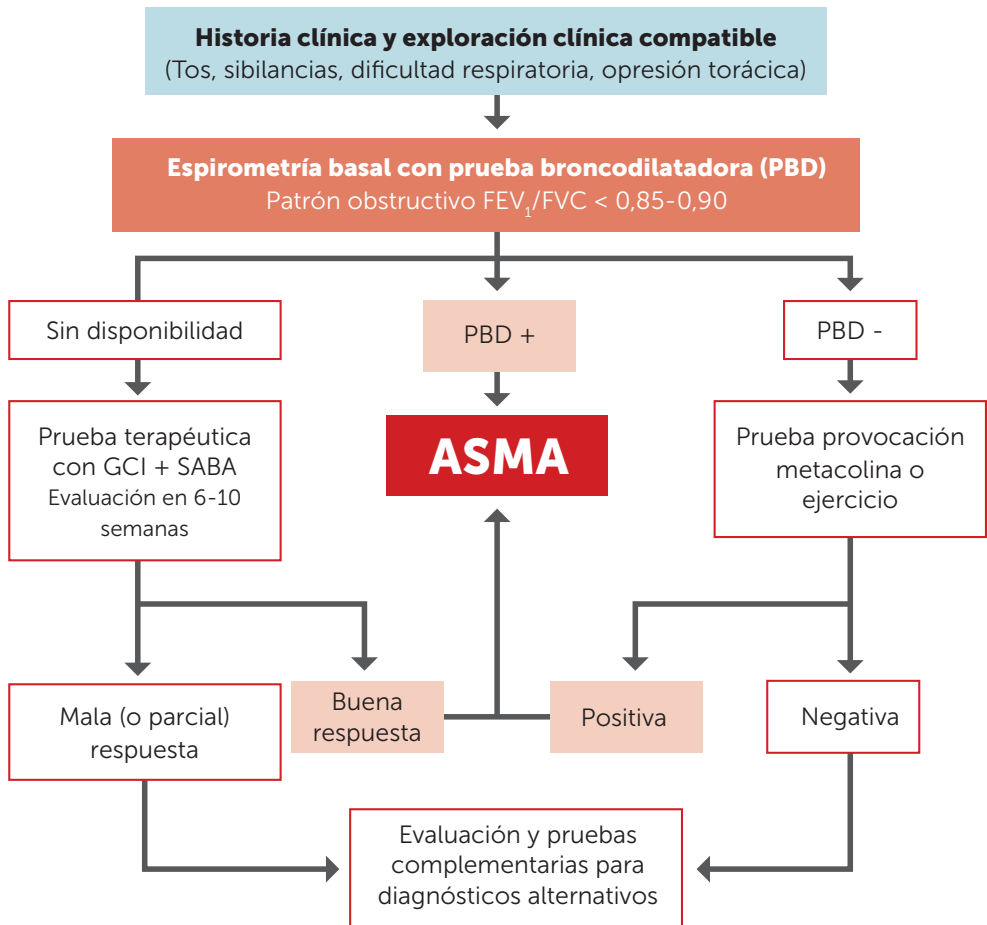 Historia clínica y exploración clínica compatible
(Tos, sibilancias, dificultad respiratoria, opresión torácica)
Espirometría basal con prueba broncodilatadora (PBD)
Patrón obstructivo FEV₁/FVC < 0,85-0,90
Sin disponibilidad
PBD +
PBD -
Prueba terapéutica
con GCI + SABA
Evaluación en 6-10
semanas
ASMA
Prueba provocación
metacolina o
ejercicio
Mala (o parcial)
respuesta
Buena
respuesta
Positiva
Negativa
Evaluación y pruebas
complementarias para
diagnósticos alternativos